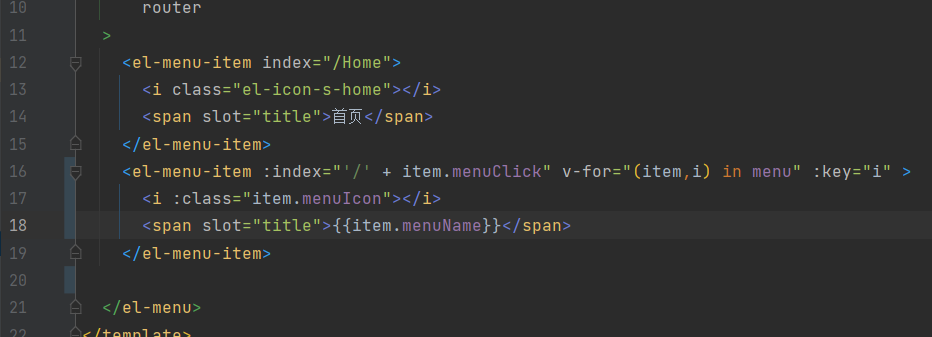 10 router
11 >
12 <el-menu-item index="/Home">
13 <i class="el-icon-s-home"></i>
14 <span slot="title">首页</span>
15 </el-menu-item>
16 <el-menu-item :index="'/' + item.menuClick" v-for="(item,i) in menu" :key="i" >
17 <i :class="item.menuIcon"></i>
18 <span slot="title">{{item.menuName}}</span>
19 </el-menu-item>
20
21 </el-menu>
22 </template>